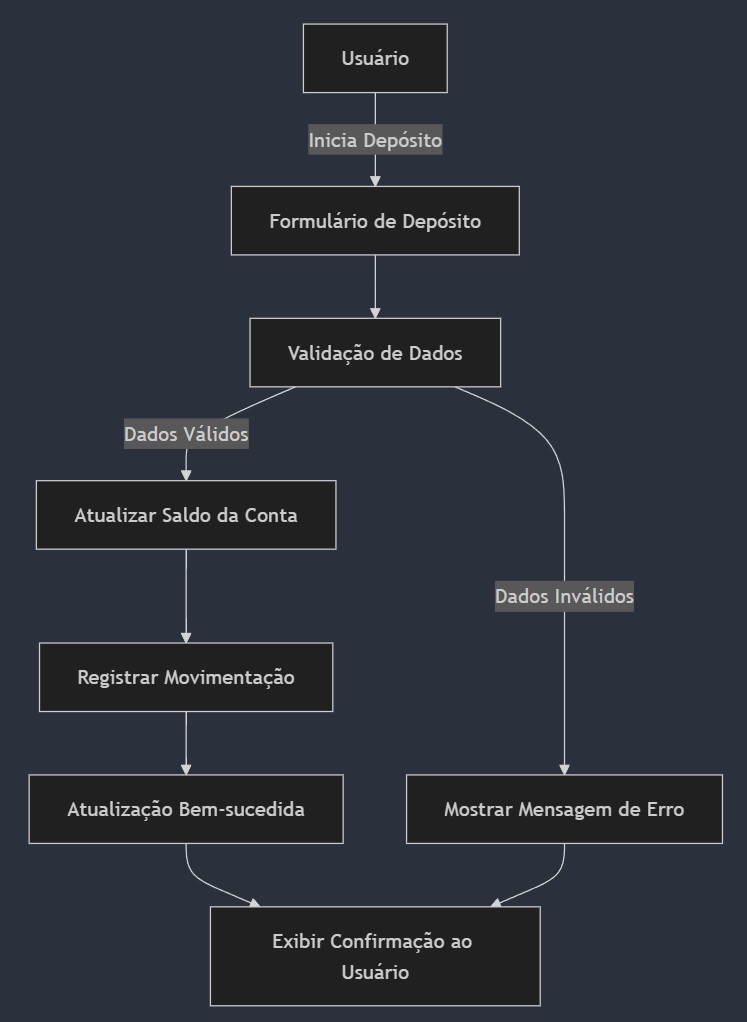 Usuário
Inicia Depósito
Formulário de Depósito
Validação de Dados
Dados Válidos
Atualizar Saldo da Conta
Dados Inválidos
Registrar Movimentação
Atualização Bem-sucedida
Mostrar Mensagem de Erro
Exibir Confirmação ao
Usuário